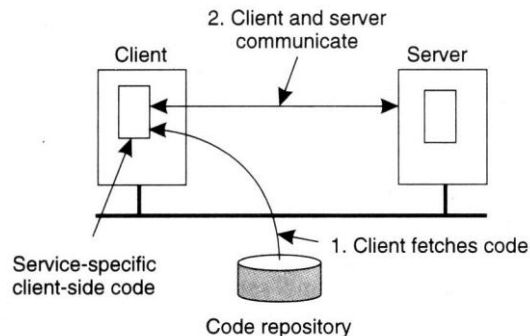 2. Client and server
communicate
Client
Server
1. Client fetches code
Service-specific
client-side code
Code repository